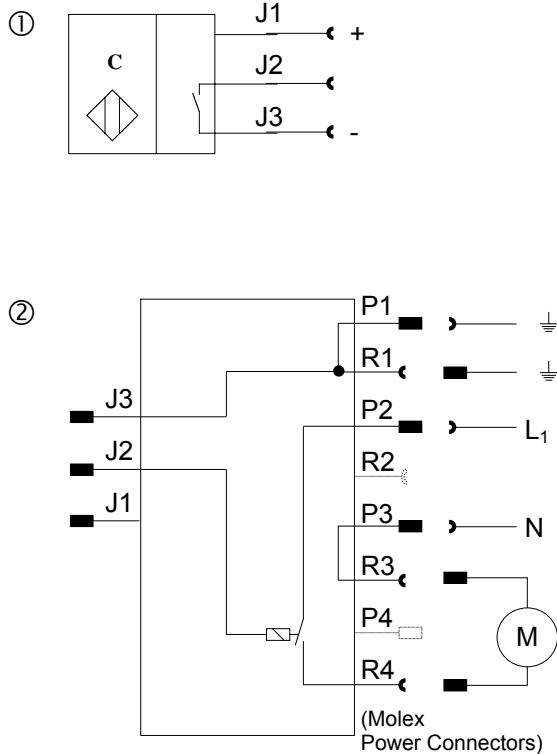 ①
J1
+
C
J2
J3
-
②
P1
R1
J3
P2
L₁
J2
R2
J1
P3
N
R3
P4
M
R4
(Molex
Power Connectors)